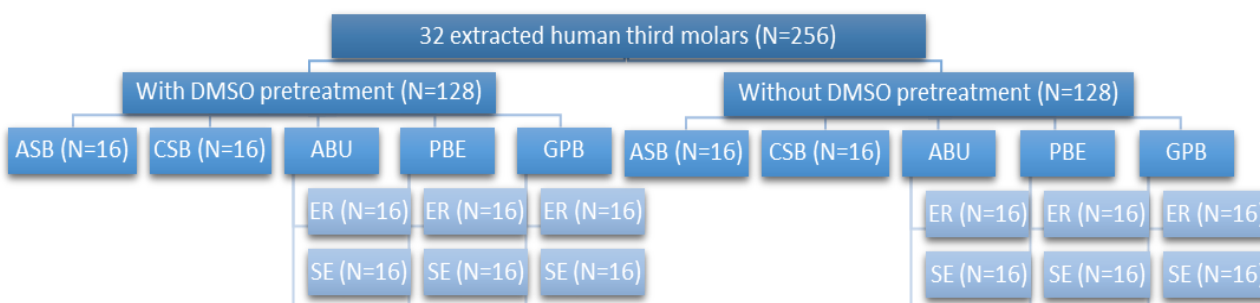 32 extracted human third molars (N=256)
With DMSO pretreatment (N=128)
Without DMSO pretreatment (N=128)
ASB (N=16)
CSB (N=16)
ABU
PBE
GPB
ASB (N=16)
CSB (N=16)
ABU
PBE
GPB
ER (N=16)
ER (N=16)
ER (N=16)
ER (N=16)
ER (N=16)
ER (N=16)
SE (N=16)
SE (N=16)
SE (N=16)
SE (N=16)
SE (N=16)
SE (N=16)